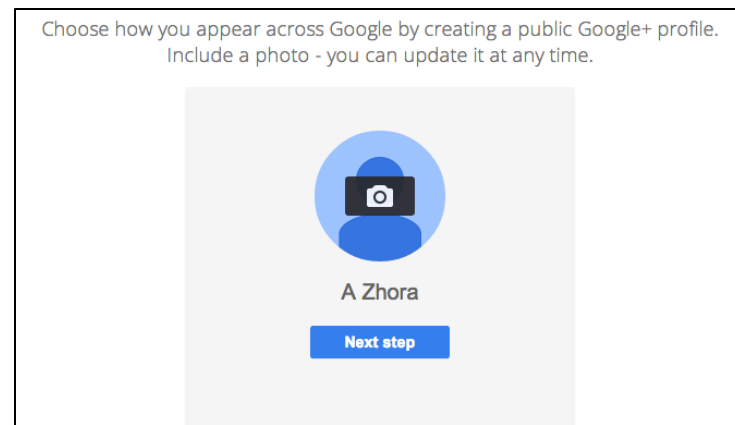 Choose how you appear across Google by creating a public Google+ profile.
Include a photo - you can update it at any time.
A Zhora
Next step